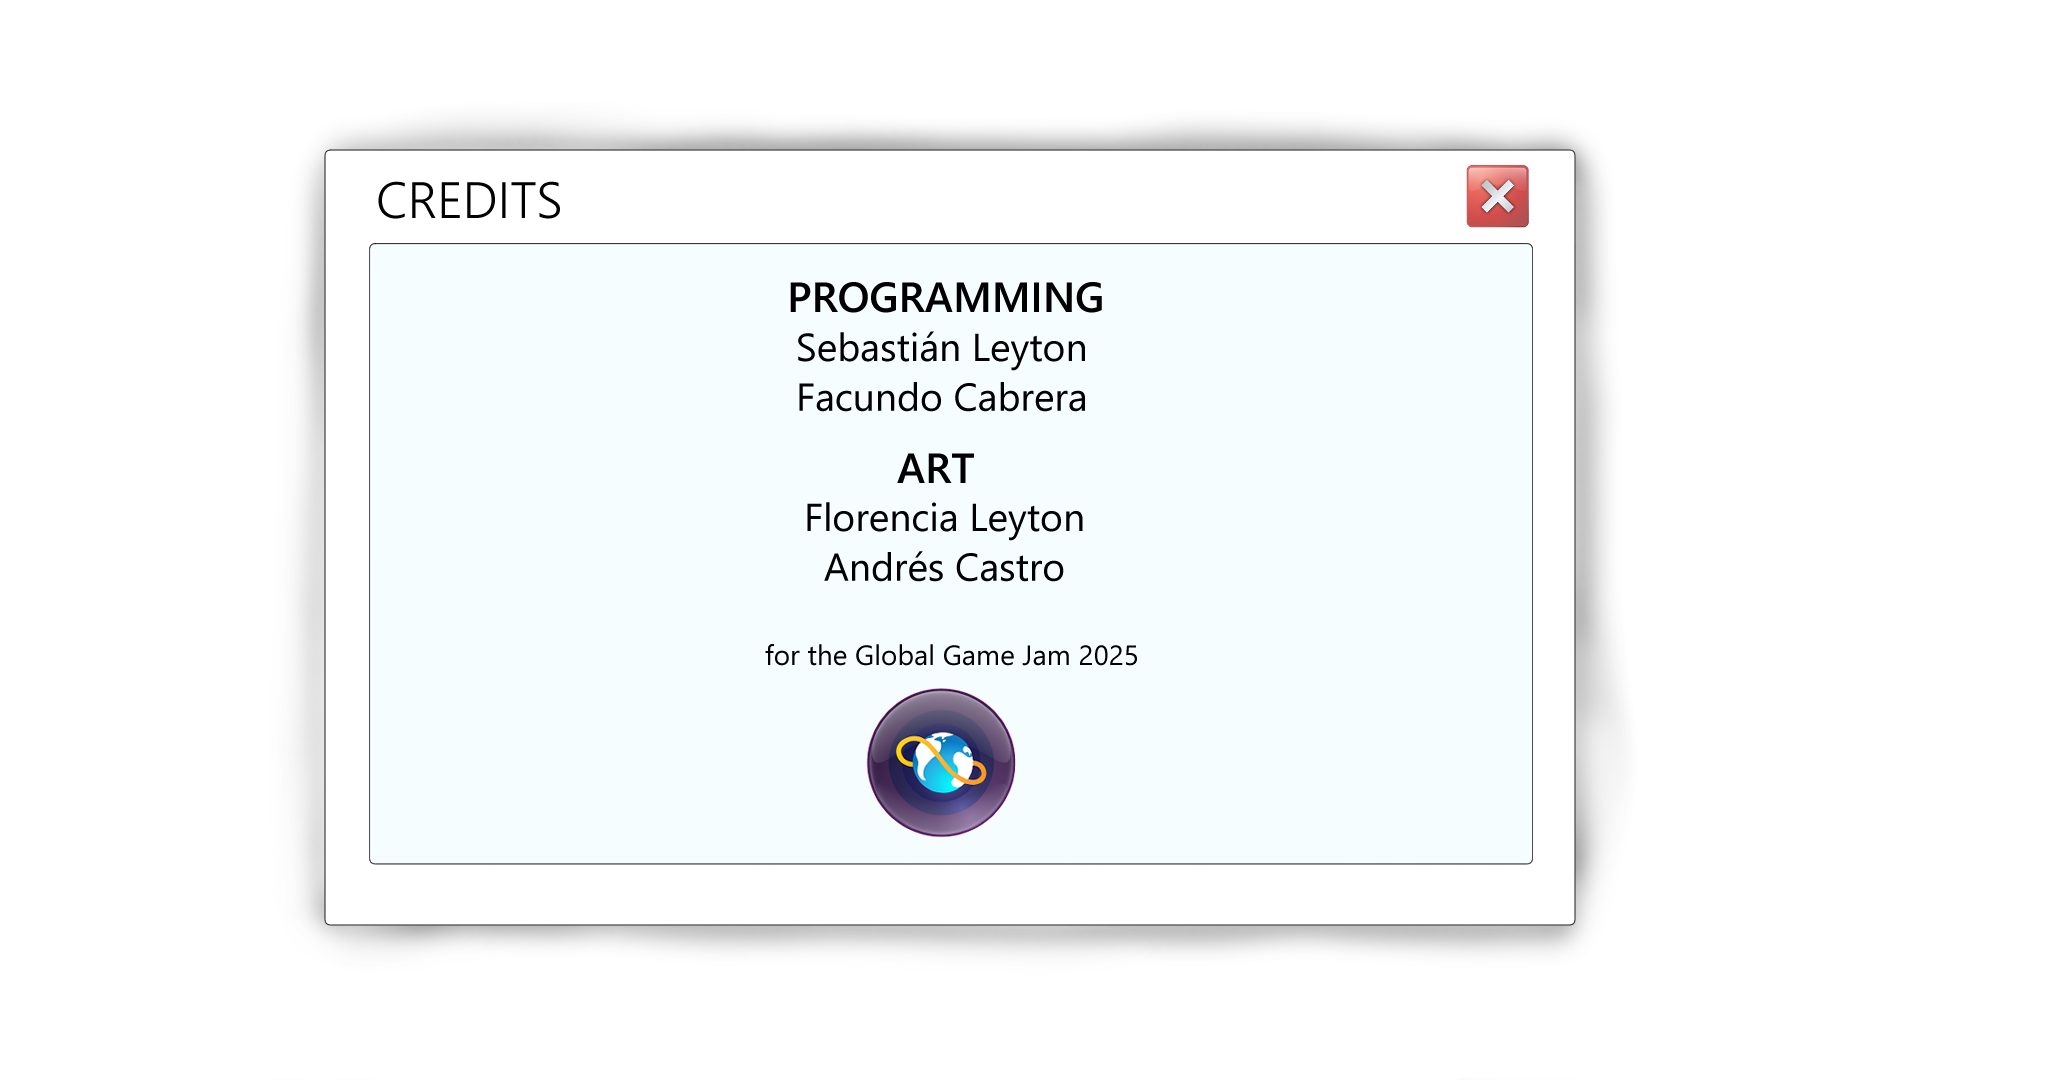 CREDITS
PROGRAMMING
Sebastián Leyton
Facundo Cabrera
ART
Florencia Leyton
Andrés Castro
for the Global Game Jam 2025